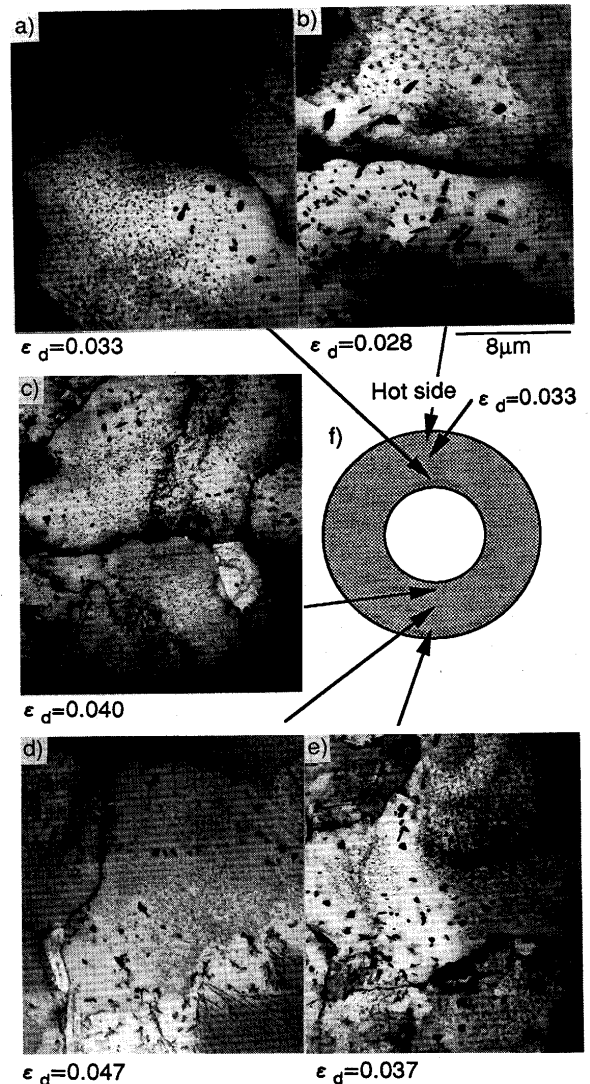 a)
b)
ε d=0.033
ε d=0.028
8μm
c)
Hot side
ε d=0.033
f)
ε d=0.040
d)
e)
ε d=0.047
ε d=0.037